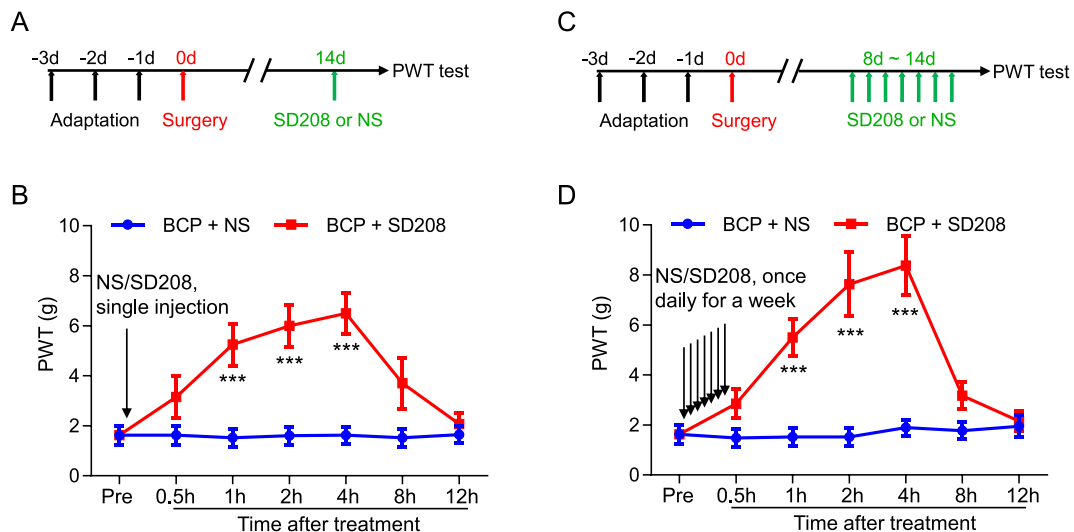 A
-3d -2d -1d 0d 14d
PWT test
Adaptation Surgery SD208 or NS
C
-3d -2d -1d 0d 8d ~ 14d
PWT test
Adaptation Surgery SD208 or NS
B
BCP + NS BCP + SD208
NS/SD208,
single injection
PWT (g)
10
8
6
4
2
0
*** *** ***
Pre 0.5h 1h 2h 4h 8h 12h
Time after treatment
D
BCP + NS BCP + SD208
NS/SD208, once
daily for a week
PWT (g)
10
8
6
4
2
0
*** *** ***
Pre 0.5h 1h 2h 4h 8h 12h
Time after treatment